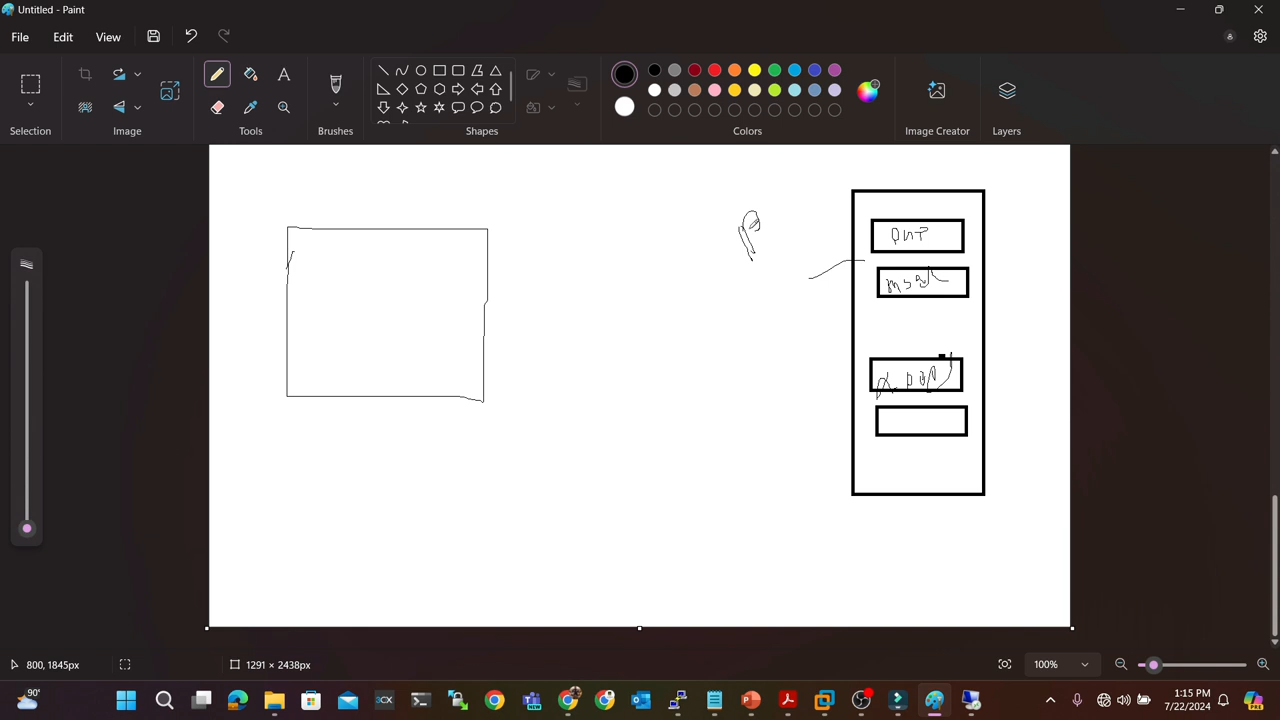 Untitled - Paint
File Edit View
Selection Image Tools Brushes Shapes Colors Image Creator Layers
800, 1845px 1291 × 2438px 100%
90° 1:15 PM
7/22/2024